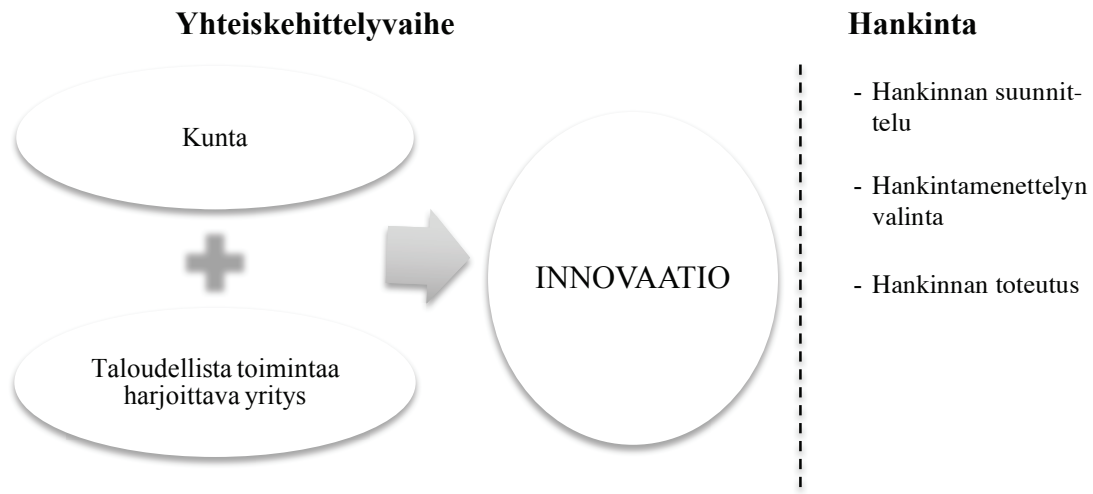 Yhteiskehittelyvaihe
Kunta
Taloudellista toimintaa
harjoittava yritys
INNOVAATIO
Hankinta
- Hankinnan suunnit-
telu
- Hankintamenettelyn
valinta
- Hankinnan toteutus